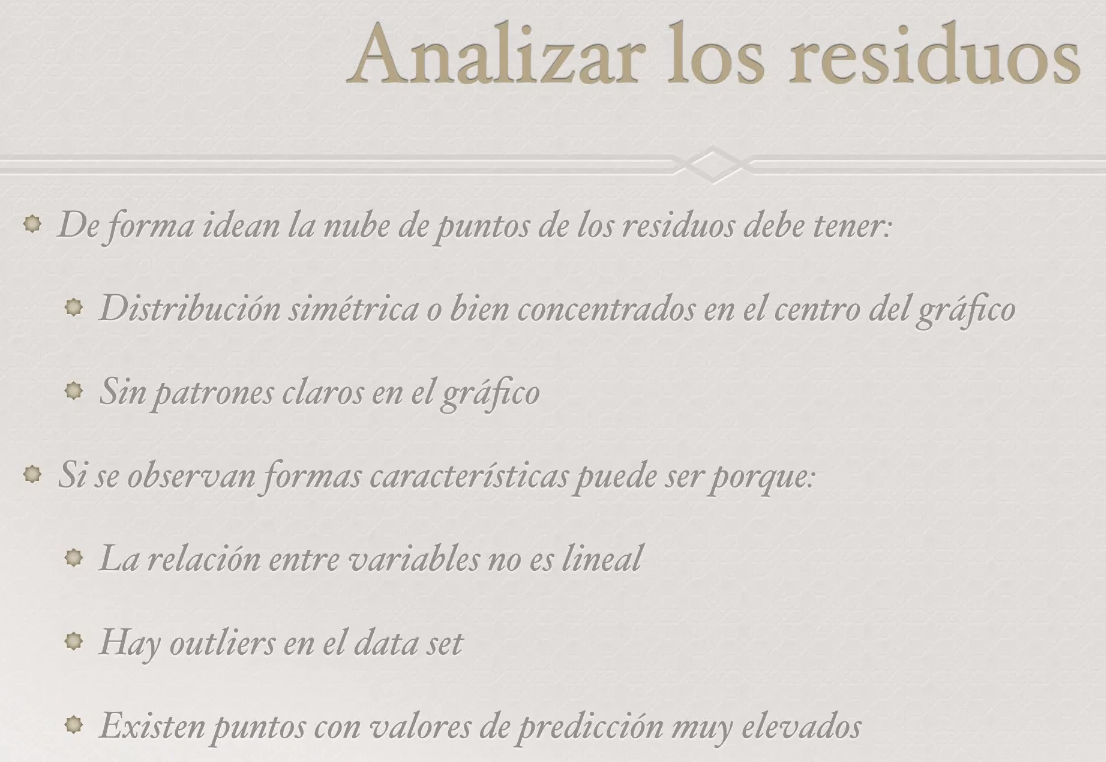 Analizar los residuos
De forma idean la nube de puntos de los residuos debe tener:
Distribución simétrica o bien concentrados en el centro del gráfico
Sin patrones claros en el gráfico
Si se observan formas características puede ser porque:
La relación entre variables no es lineal
Hay outliers en el data set
Existen puntos con valores de predicción muy elevados